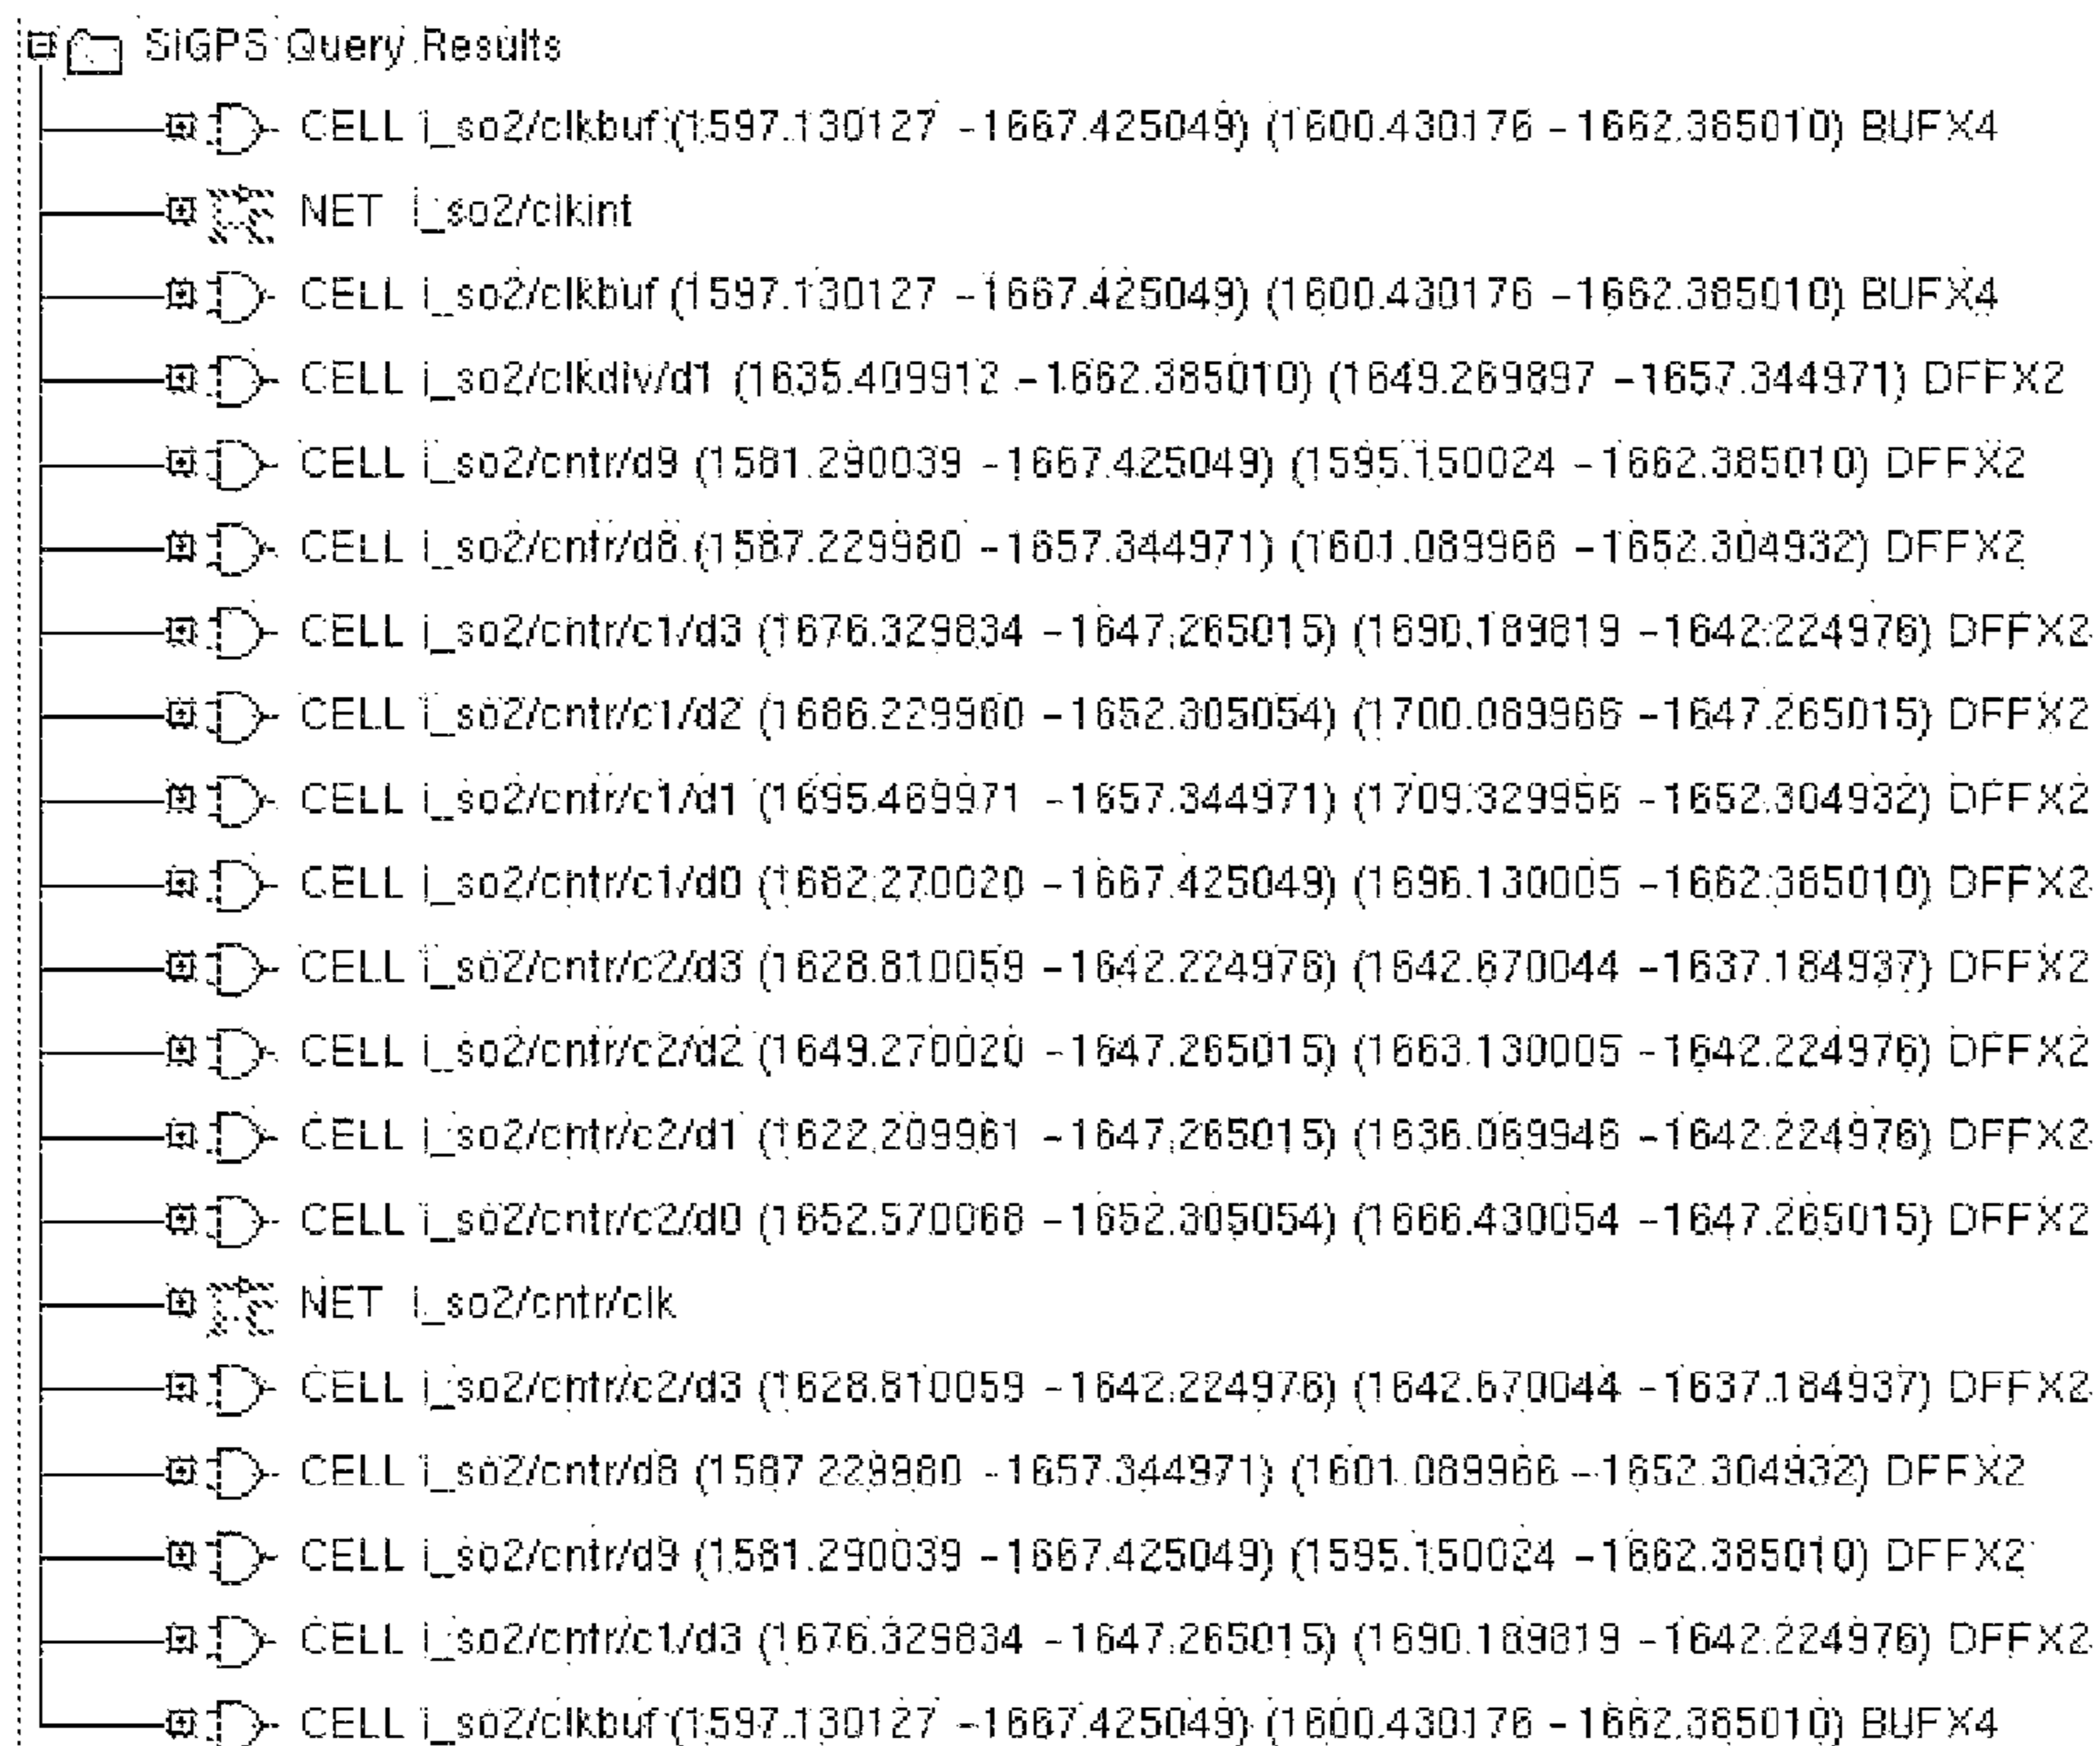 SiGPS Query Results
CELL i_so2/clkbuf (1597.130127 -1667.425049) (1600.430176 -1662.385010) BUFX4
NET i_so2/clkint
CELL i_so2/clkbuf (1597.130127 -1667.425049) (1600.430176 -1662.385010) BUFX4
CELL i_so2/clkdiv/d1 (1635.409912 -1662.385010) (1649.269897 -1657.344971) DFFX2
CELL i_so2/cntr/d9 (1581.290039 -1667.425049) (1595.150024 -1662.385010) DFFX2
CELL i_so2/cntr/d8 (1587.229980 -1657.344971) (1601.089966 -1652.304932) DFFX2
CELL i_so2/cntr/c1/d3 (1676.329834 -1647.265015) (1690.189819 -1642.224976) DFFX2
CELL i_so2/cntr/c1/d2 (1686.229980 -1652.305054) (1700.089966 -1647.265015) DFFX2
CELL i_so2/cntr/c1/d1 (1695.469971 -1657.344971) (1709.329956 -1652.304932) DFFX2
CELL i_so2/cntr/c1/d0 (1682.270020 -1667.425049) (1696.130005 -1662.385010) DFFX2
CELL i_so2/cntr/c2/d3 (1628.810059 -1642.224976) (1642.670044 -1637.184937) DFFX2
CELL i_so2/cntr/c2/d2 (1649.270020 -1647.265015) (1663.130005 -1642.224976) DFFX2
CELL i_so2/cntr/c2/d1 (1622.209961 -1647.265015) (1636.069946 -1642.224976) DFFX2
CELL i_so2/cntr/c2/d0 (1652.570068 -1652.305054) (1666.430054 -1647.265015) DFFX2
NET i_so2/cntr/clk
CELL i_so2/cntr/c2/d3 (1628.810059 -1642.224976) (1642.670044 -1637.184937) DFFX2
CELL i_so2/cntr/d8 (1587.229980 -1657.344971) (1601.089966 -1652.304932) DFFX2
CELL i_so2/cntr/d9 (1581.290039 -1667.425049) (1595.150024 -1662.385010) DFFX2
CELL i_so2/cntr/c1/d3 (1676.329834 -1647.265015) (1690.189819 -1642.224976) DFFX2
CELL i_so2/clkbuf (1597.130127 -1667.425049) (1600.430176 -1662.385010) BUFX4